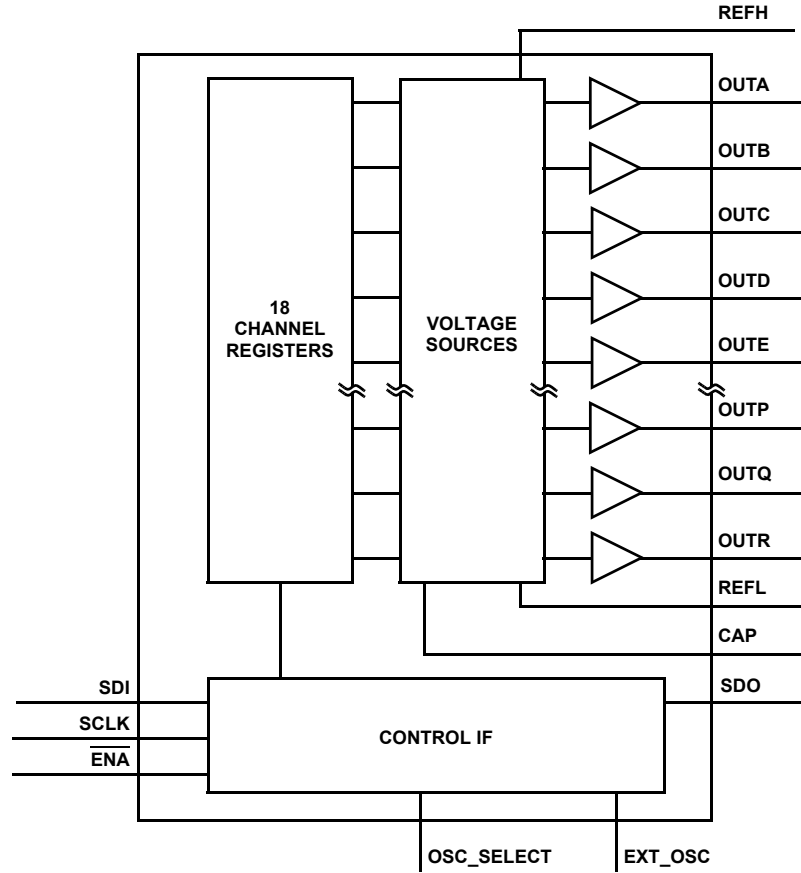 REFH
OUTA
OUTB
OUTC
OUTD
OUTE
OUTP
OUTQ
OUTR
REFL
CAP
SDO
18
CHANNEL
REGISTERS
VOLTAGE
SOURCES
SDI
SCLK
ENA
CONTROL IF
OSC_SELECT
EXT_OSC